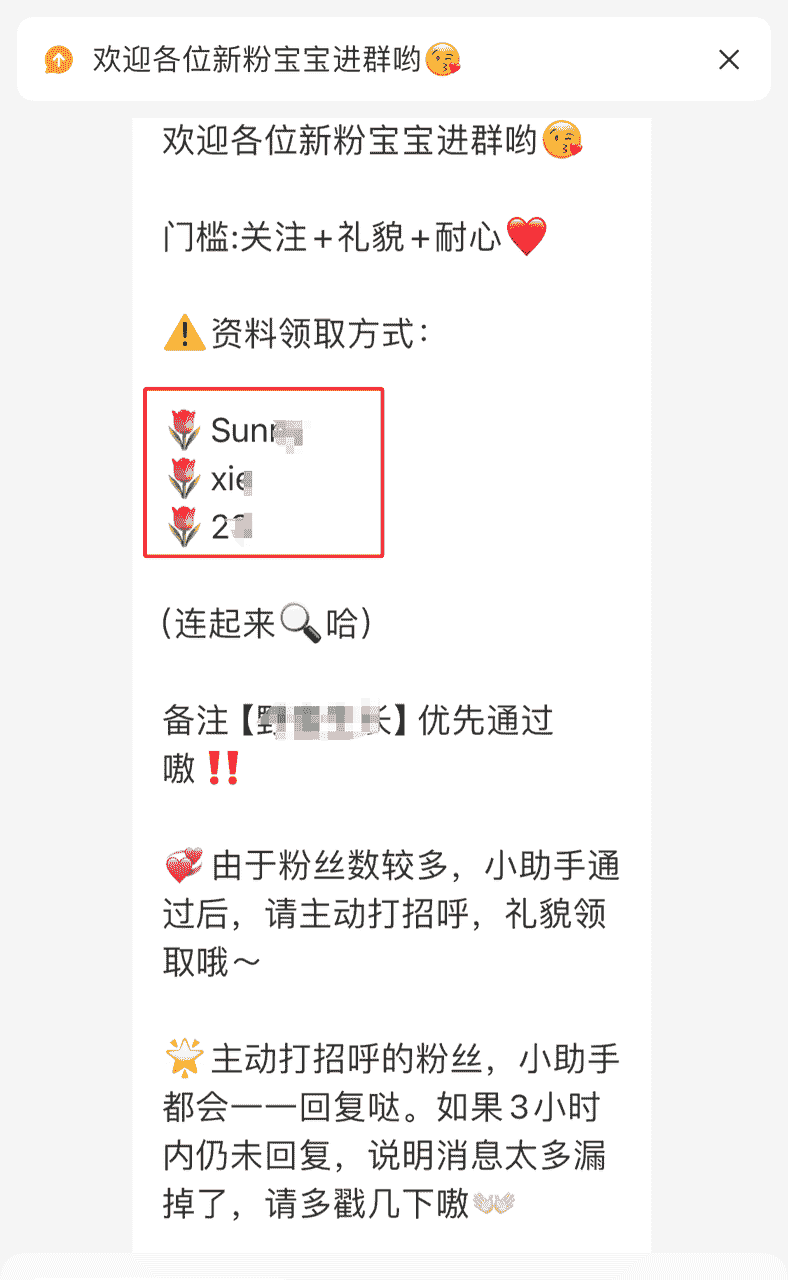 欢迎各位新粉宝宝进群哟😘
欢迎各位新粉宝宝进群哟😘
门槛:关注+礼貌+耐心❤️
⚠️资料领取方式:
🌷
🌷
🌷
(连起来🔍哈)
备注【】优先通过
嗷‼️
💞由于粉丝数较多，小助手通
过后，请主动打招呼，礼貌领
取哦～
🌟主动打招呼的粉丝，小助手
都会一一回复哒。如果3小时
内仍未回复，说明消息太多漏
掉了，请多戳几下嗷👐🏻